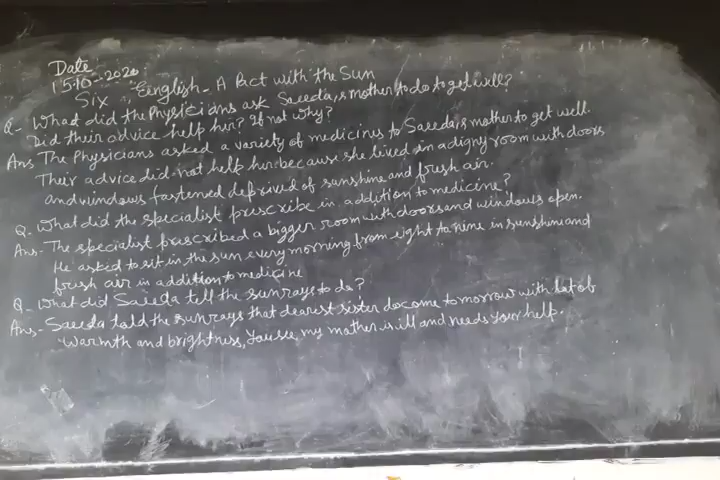 Date
15-10-2020
Six English - A Pact with the Sun
Q- What did the Physicians ask Saeeda,s mother to do to get well?
Did their advice help her? If not why?
Ans The Physicians asked a variety of medicines to Saeeda,s mother to get well.
Their advice did not help her because she lived in a digny room with doors
and windows fastened deprived of sunshine and fresh air.
Q. What did the specialist prescribe in addition to medicine?
Ans.- The specialist prescribed a bigger room with doors and windows open.
He asked to sit in the sun every morning from eight to nine in sunshine and
fresh air in addition to medicine
Q- What did Saeeda tell the sunrays to do?
Ans,- Saeeda told the sunrays that dearest sister do come tomorrow with lot of
warmth and brightness, You see, my mother is ill and needs your help.